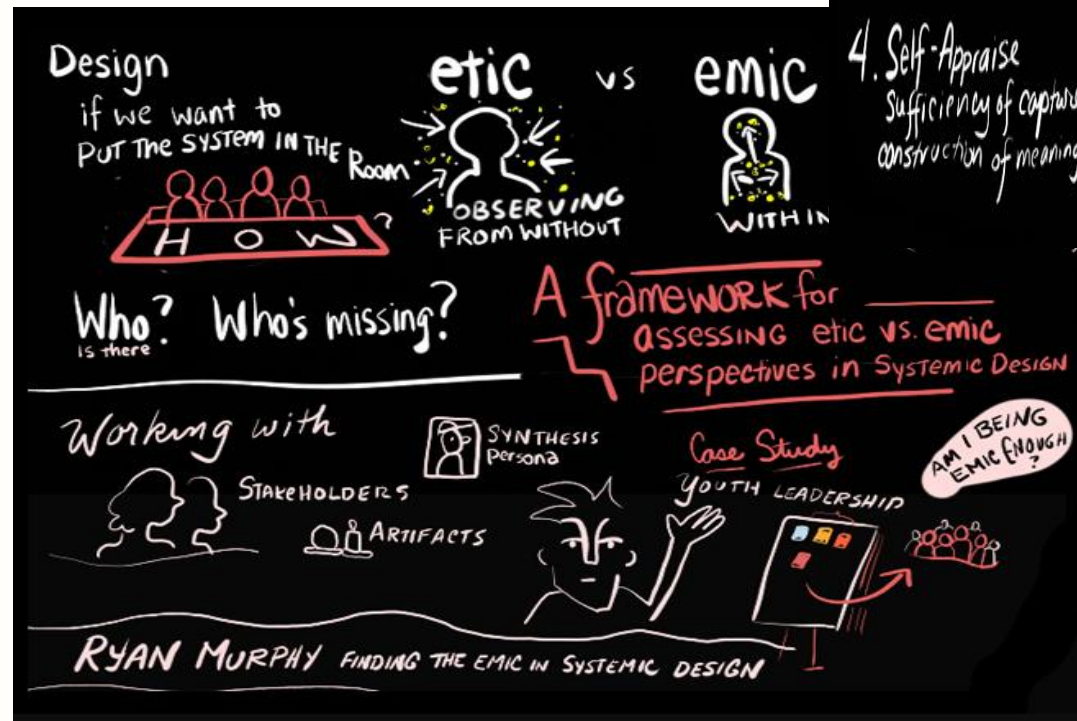 Design
if we want to
PUT THE SYSTEM IN THE Room
HOW?
etic vs emic
OBSERVING
FROM WITHOUT
WITHIN
4. Self-Appraise
Sufficiency of
construction of meaning
Who? Who's missing?
is there
A framework for
assessing etic vs. emic
perspectives in Systemic Design
Working with
STAKEHOLDERS
SYNTHESIS
persona
ARTIFACTS
Case Study
YOUTH LEADERSHIP
AM I BEING
EMIC ENOUGH
?
RYAN MURPHY FINDING THE EMIC IN SYSTEMIC DESIGN